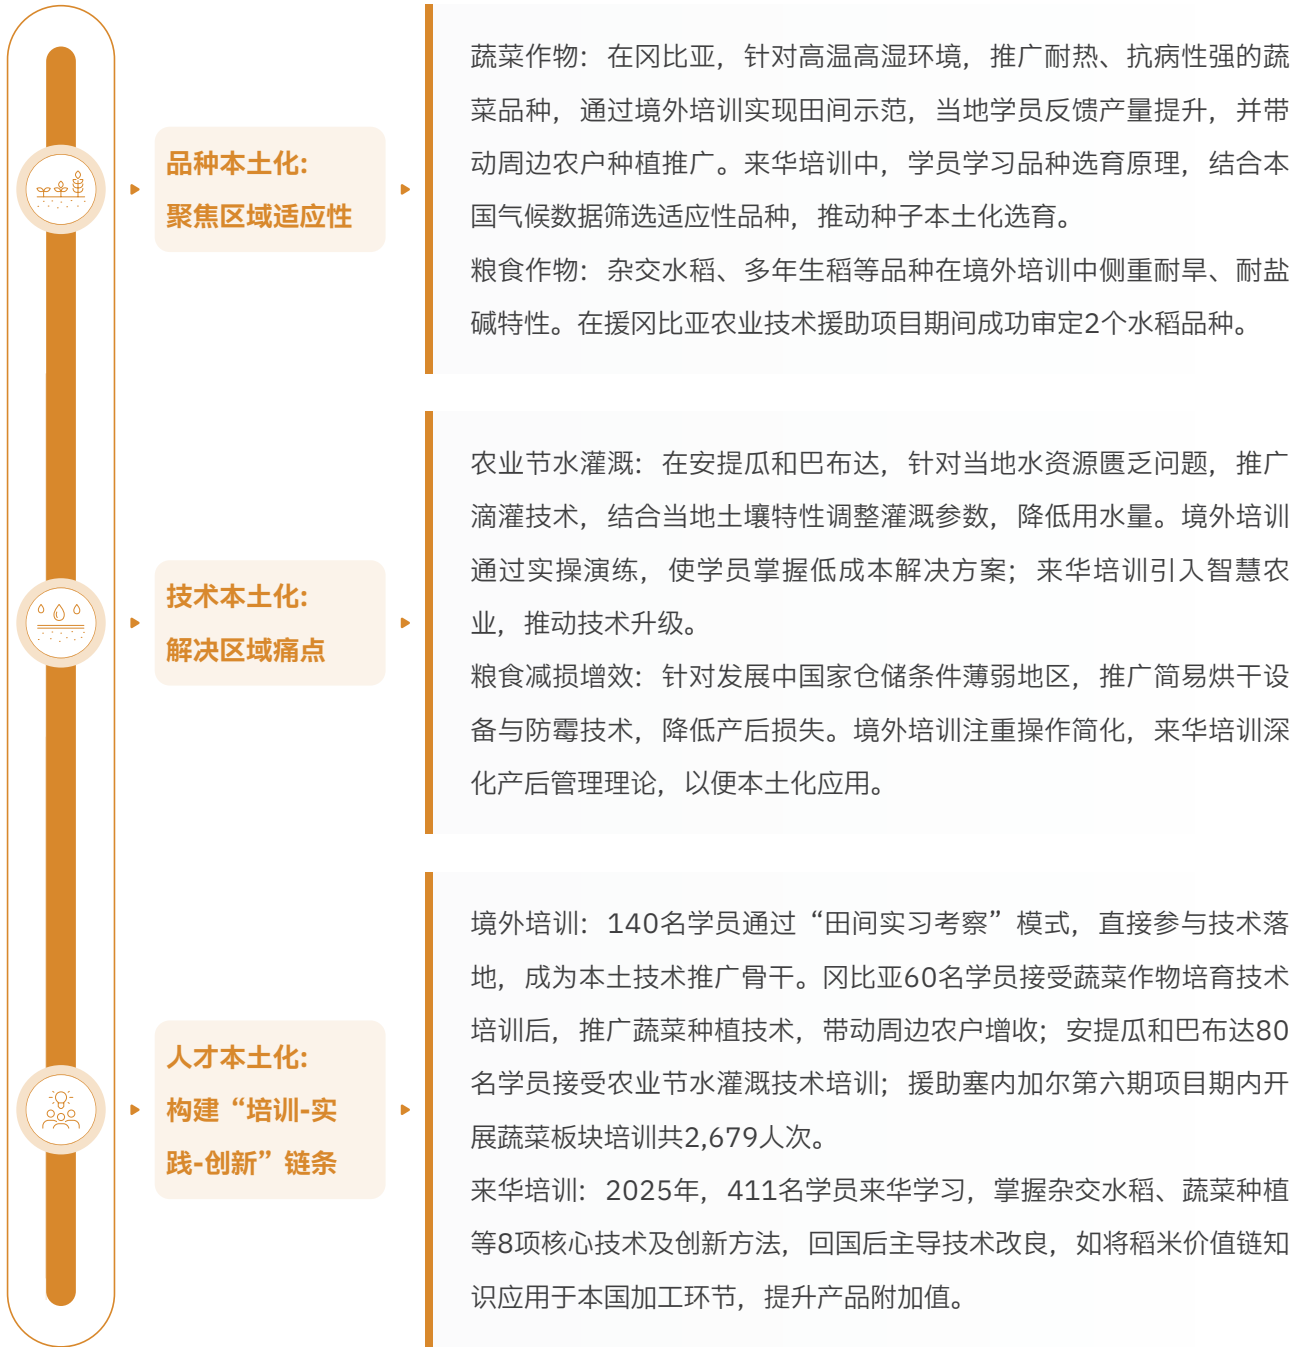 品种本土化:
聚焦区域适应性
蔬菜作物：在冈比亚，针对高温高湿环境，推广耐热、抗病性强的蔬
菜品种，通过境外培训实现田间示范，当地学员反馈产量提升，并带
动周边农户种植推广。来华培训中，学员学习品种选育原理，结合本
国气候数据筛选适应性品种，推动种子本土化选育。
粮食作物：杂交水稻、多年生稻等品种在境外培训中侧重耐旱、耐盐
碱特性。在援冈比亚农业技术援助项目期间成功审定2个水稻品种。
技术本土化:
解决区域痛点
农业节水灌溉：在安提瓜和巴布达，针对当地水资源匮乏问题，推广
滴灌技术，结合当地土壤特性调整灌溉参数，降低用水量。境外培训
通过实操演练，使学员掌握低成本解决方案；来华培训引入智慧农
业，推动技术升级。
粮食减损增效：针对发展中国家仓储条件薄弱地区，推广简易烘干设
备与防霉技术，降低产后损失。境外培训注重操作简化，来华培训深
化产后管理理论，以便本土化应用。
人才本土化:
构建“培训-实
践-创新”链条
境外培训：140名学员通过“田间实习考察”模式，直接参与技术落
地，成为本土技术推广骨干。冈比亚60名学员接受蔬菜作物培育技术
培训后，推广蔬菜种植技术，带动周边农户增收；安提瓜和巴布达80
名学员接受农业节水灌溉技术培训；援助塞内加尔第六期项目期内开
展蔬菜板块培训共2,679人次。
来华培训：2025年，411名学员来华学习，掌握杂交水稻、蔬菜种植
等8项核心技术及创新方法，回国后主导技术改良，如将稻米价值链知
识应用于本国加工环节，提升产品附加值。